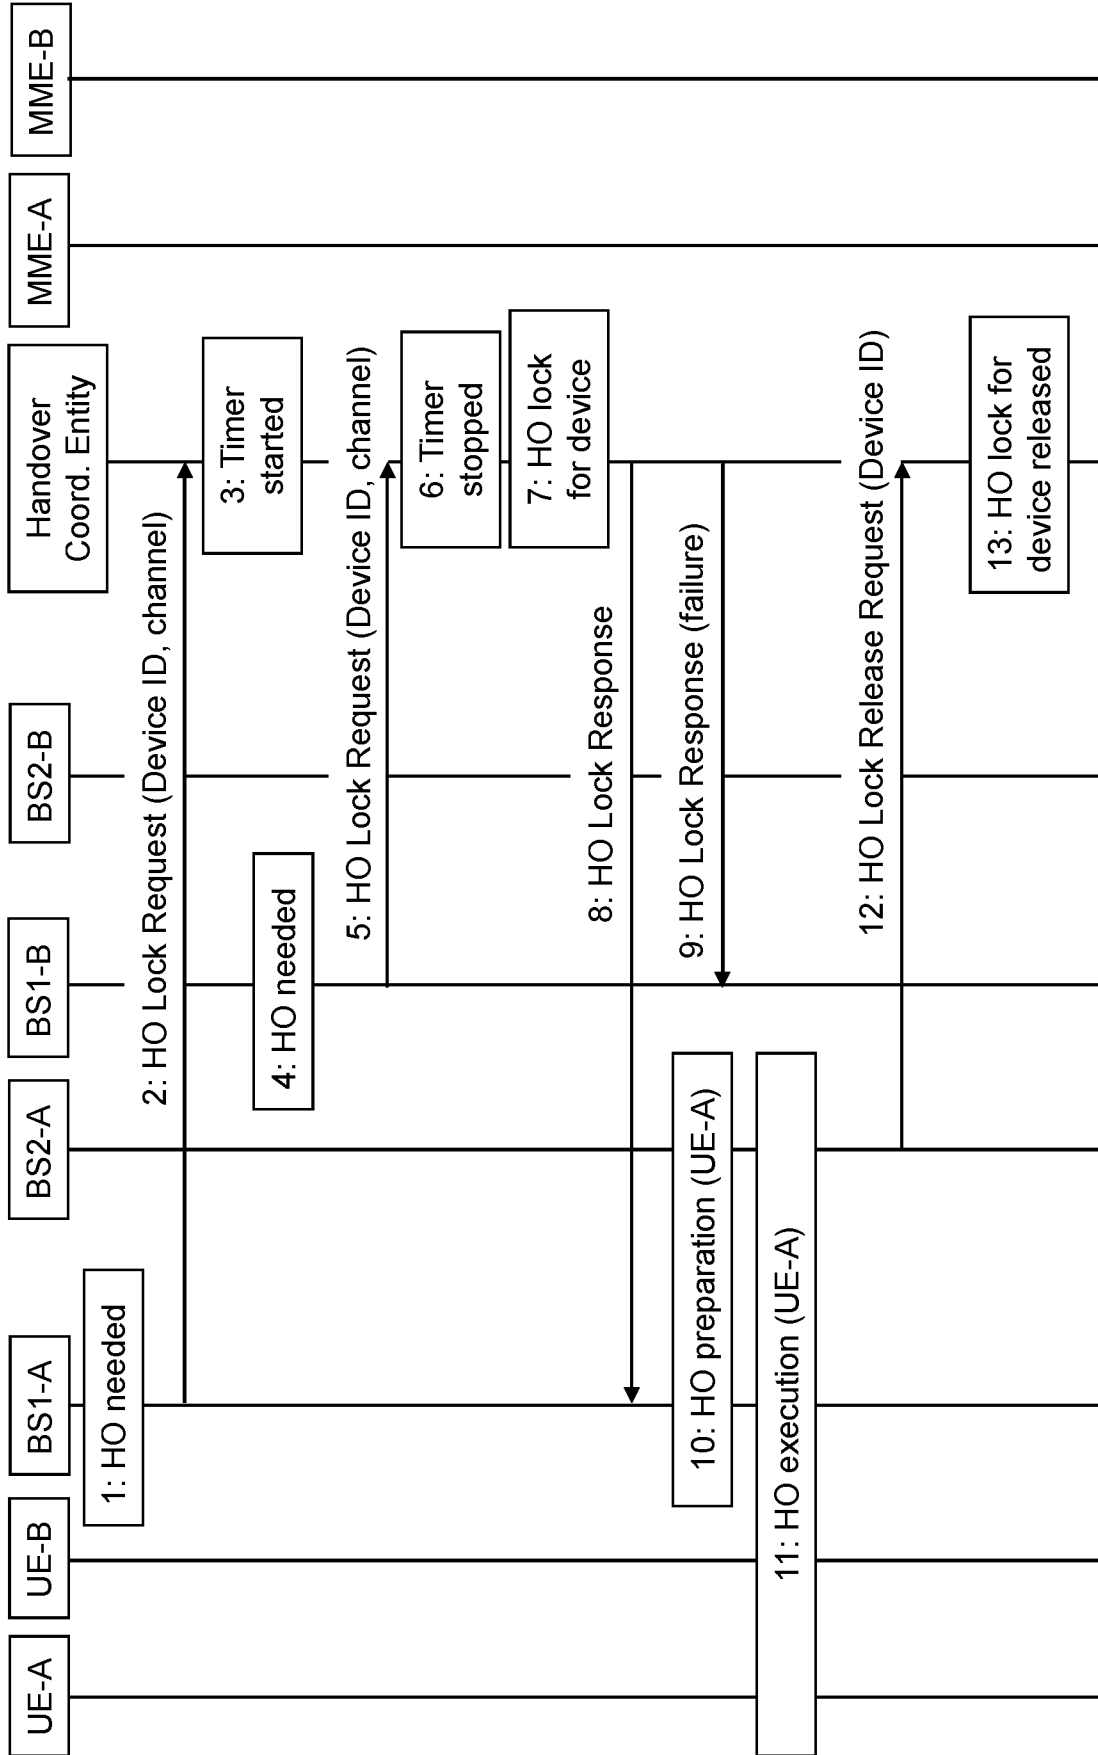 UE-A
UE-B
BS1-A
BS2-A
BS1-B
BS2-B
Handover
Coord. Entity
MME-A
MME-B
1: HO needed
2: HO Lock Request (Device ID, channel)
3: Timer
started
4: HO needed
5: HO Lock Request (Device ID, channel)
6: Timer
stopped
7: HO lock
for device
8: HO Lock Response
9: HO Lock Response (failure)
10: HO preparation (UE-A)
11: HO execution (UE-A)
12: HO Lock Release Request (Device ID)
13: HO lock for
device released